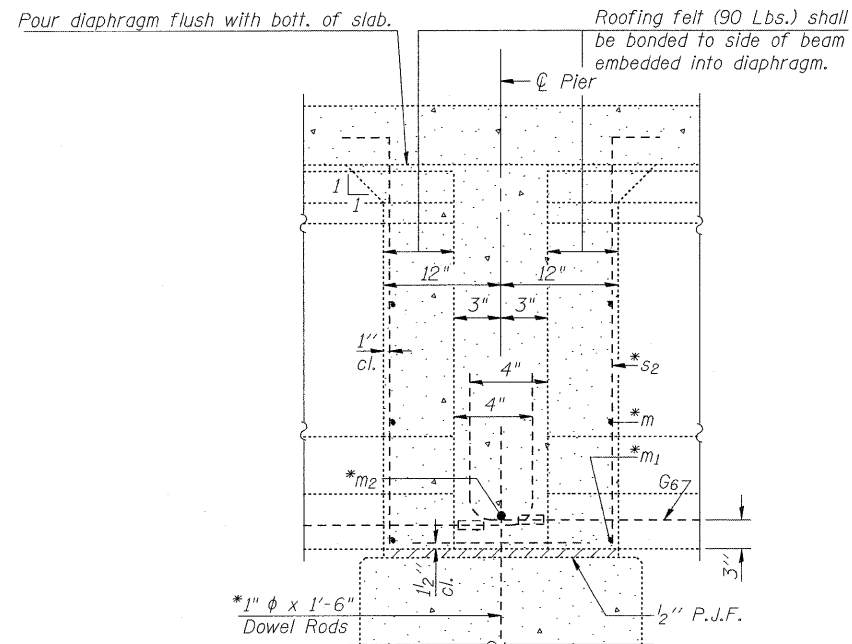 Pour diaphragm flush with bott. of slab.
Roofing felt (90 Lbs.) shall
be bonded to side of beam
embedded into diaphragm.
℄ Pier
1
1
12"
12"
3"
3"
1"
cl.
4"
4"
*s2
*m
*m1
*m2
G67
3"
1½"
cl.
*1" ϕ x 1'-6"
Dowel Rods
½" P.J.F.